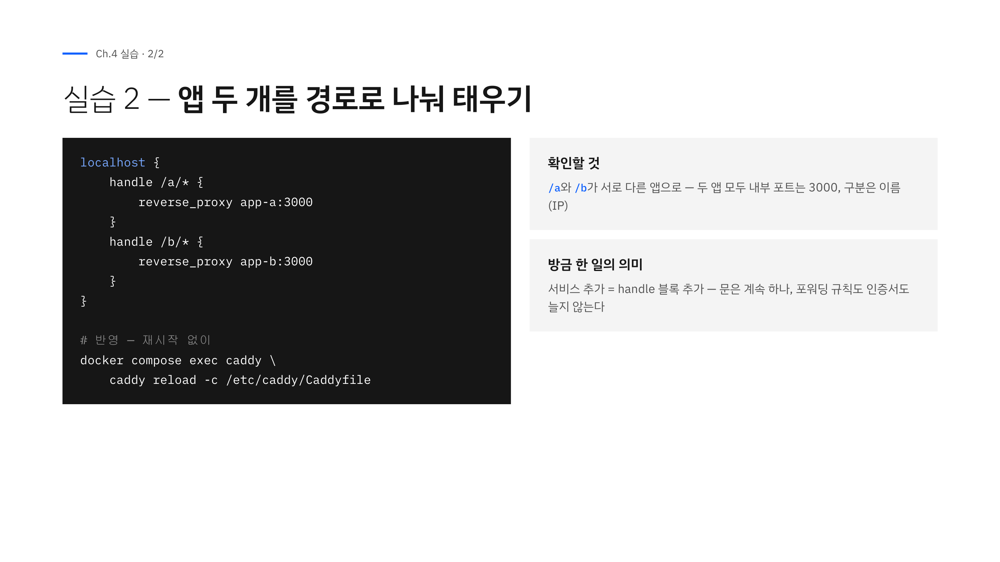 Ch.4 실습 · 2/2
실습 2 — 앱 두 개를 경로로 나눠 태우기
localhost {
    handle /a/* {
        reverse_proxy app-a:3000
    }
    handle /b/* {
        reverse_proxy app-b:3000
    }
}
# 반영 — 재시작 없이
docker compose exec caddy \
    caddy reload -c /etc/caddy/Caddyfile
확인할 것
/a와 /b가 서로 다른 앱으로 — 두 앱 모두 내부 포트는 3000, 구분은 이름
(IP)
방금 한 일의 의미
서비스 추가 = handle 블록 추가 — 문은 계속 하나, 포워딩 규칙도 인증서도
늘지 않는다